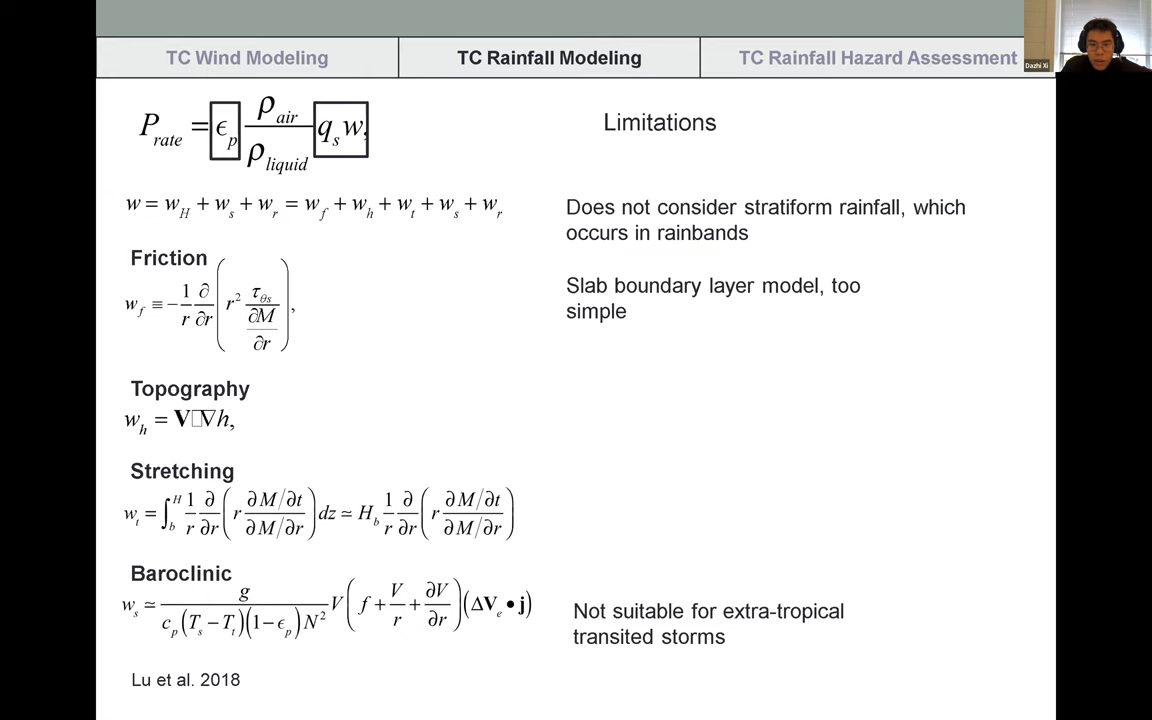 TC Wind Modeling
TC Rainfall Modeling
TC Rainfall Hazard Assessment
Dazhi Xi
P_rate = ϵ_p ρ_air / ρ_liquid q_s w,
Limitations
w = w_H + w_s + w_r = w_f + w_h + w_t + w_s + w_r
Does not consider stratiform rainfall, which
occurs in rainbands
Friction
w_f ≡ −1/r ∂/∂r ( r² τ_θs / (∂M/∂r) ),
Slab boundary layer model, too
simple
Topography
w_h = V□∇h,
Stretching
w_t = ∫_b^H 1/r ∂/∂r ( r ∂M/∂t / ∂M/∂r ) dz ≃ H_b 1/r ∂/∂r ( r ∂M/∂t / ∂M/∂r )
Baroclinic
w_s ≃ g / (c_p (T_s − T_t)(1 − ϵ_p) N²) V ( f + V/r + ∂V/∂r ) (ΔV_e • j)
Not suitable for extra-tropical
transited storms
Lu et al. 2018